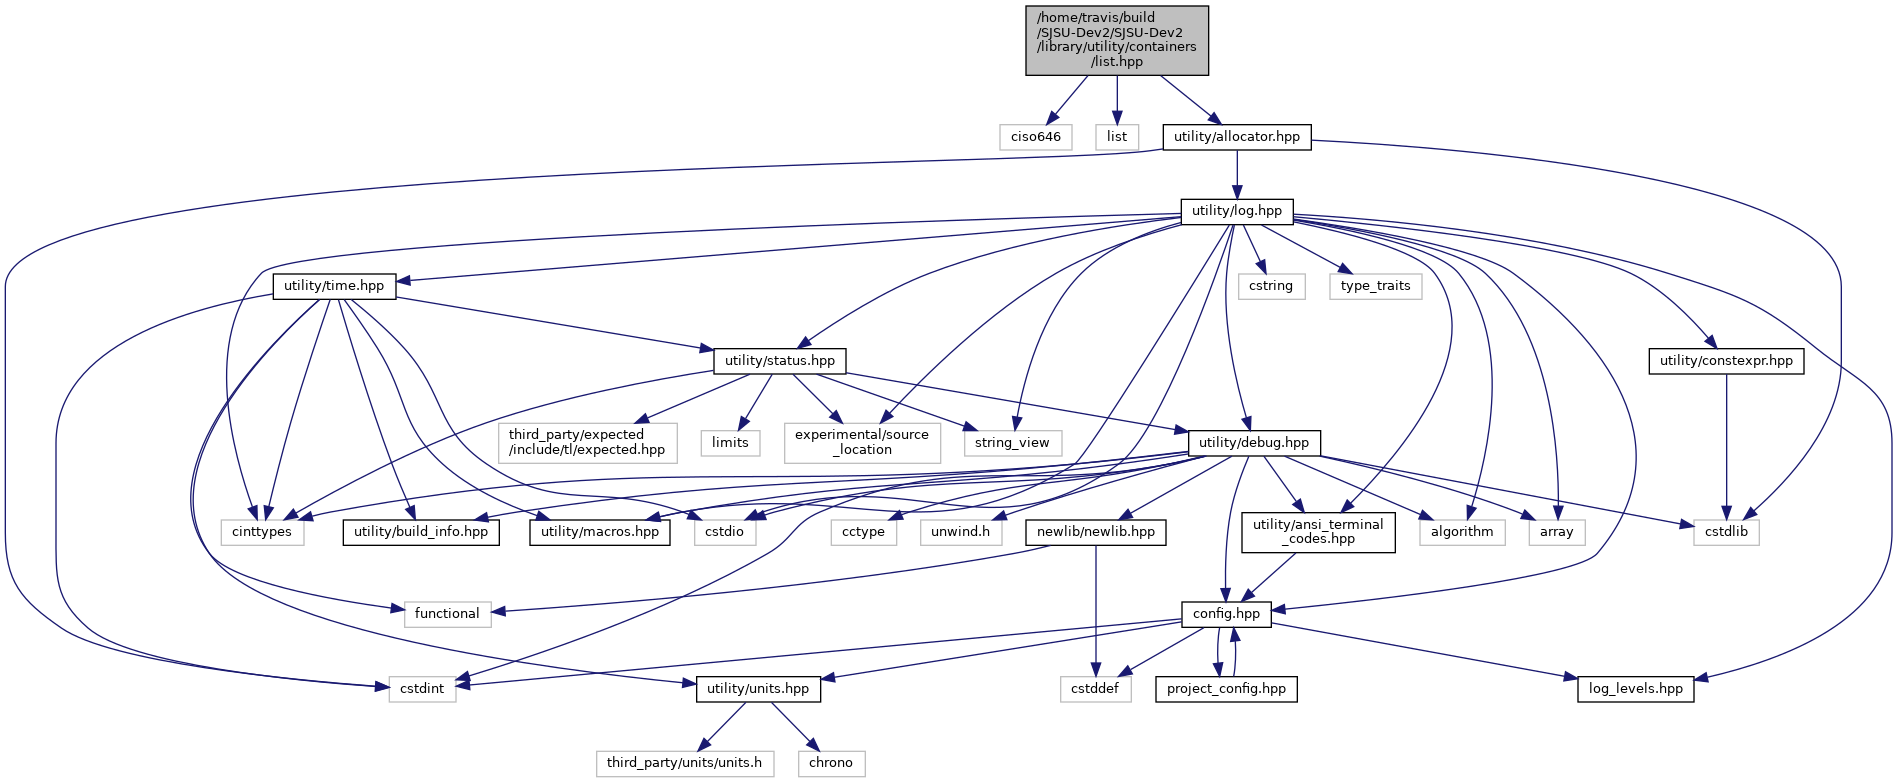 /home/travis/build
/SJSU-Dev2/SJSU-Dev2
/library/utility/containers
/list.hpp
ciso646
list
utility/allocator.hpp
utility/log.hpp
utility/time.hpp
cstring
type_traits
utility/status.hpp
utility/constexpr.hpp
third_party/expected
/include/tl/expected.hpp
limits
experimental/source
_location
string_view
utility/debug.hpp
cinttypes
utility/build_info.hpp
utility/macros.hpp
cstdio
cctype
unwind.h
newlib/newlib.hpp
utility/ansi_terminal
_codes.hpp
algorithm
array
cstdlib
functional
config.hpp
cstdint
utility/units.hpp
cstddef
project_config.hpp
log_levels.hpp
third_party/units/units.h
chrono